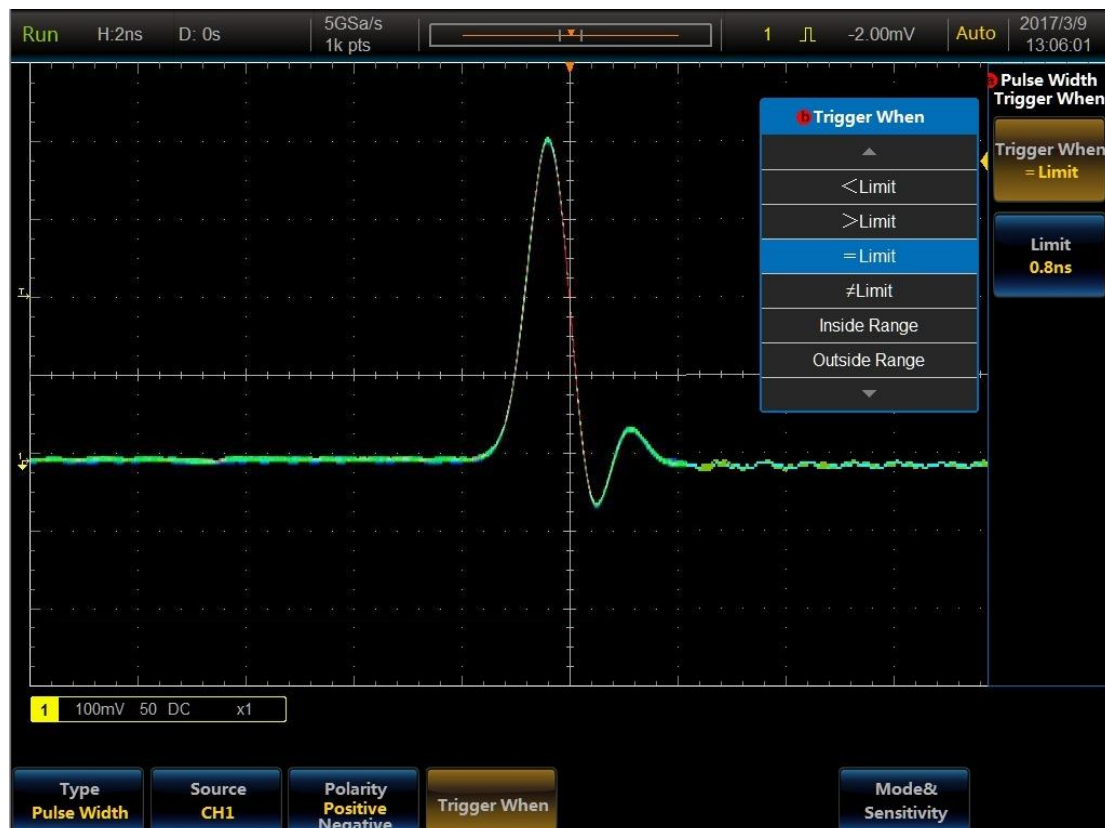 Run H:2ns D: 0s 5GSa/s 1k pts 1 -2.00mV Auto 2017/3/9 13:06:01
Pulse Width
Trigger When
b Trigger When
<Limit
>Limit
=Limit
≠Limit
Inside Range
Outside Range
Trigger When
= Limit
Limit
0.8ns
T
1
1 100mV 50 DC x1
Type
Pulse Width
Source
CH1
Polarity
Positive
Negative
Trigger When
Mode&
Sensitivity